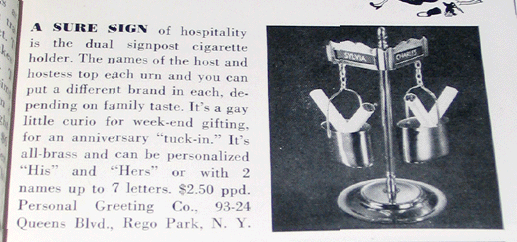 A SURE SIGN of hospitality
is the dual signpost cigarette
holder. The names of the host and
hostess top each urn and you can
put a different brand in each, de-
pending on family taste. It's a gay
little curio for week-end gifting,
for an anniversary "tuck-in." It's
all-brass and can be personalized
"His" and "Hers" or with 2
names up to 7 letters. $2.50 ppd.
Personal Greeting Co., 93-24
Queens Blvd., Rego Park, N. Y.
SYLVIA
CHARLES